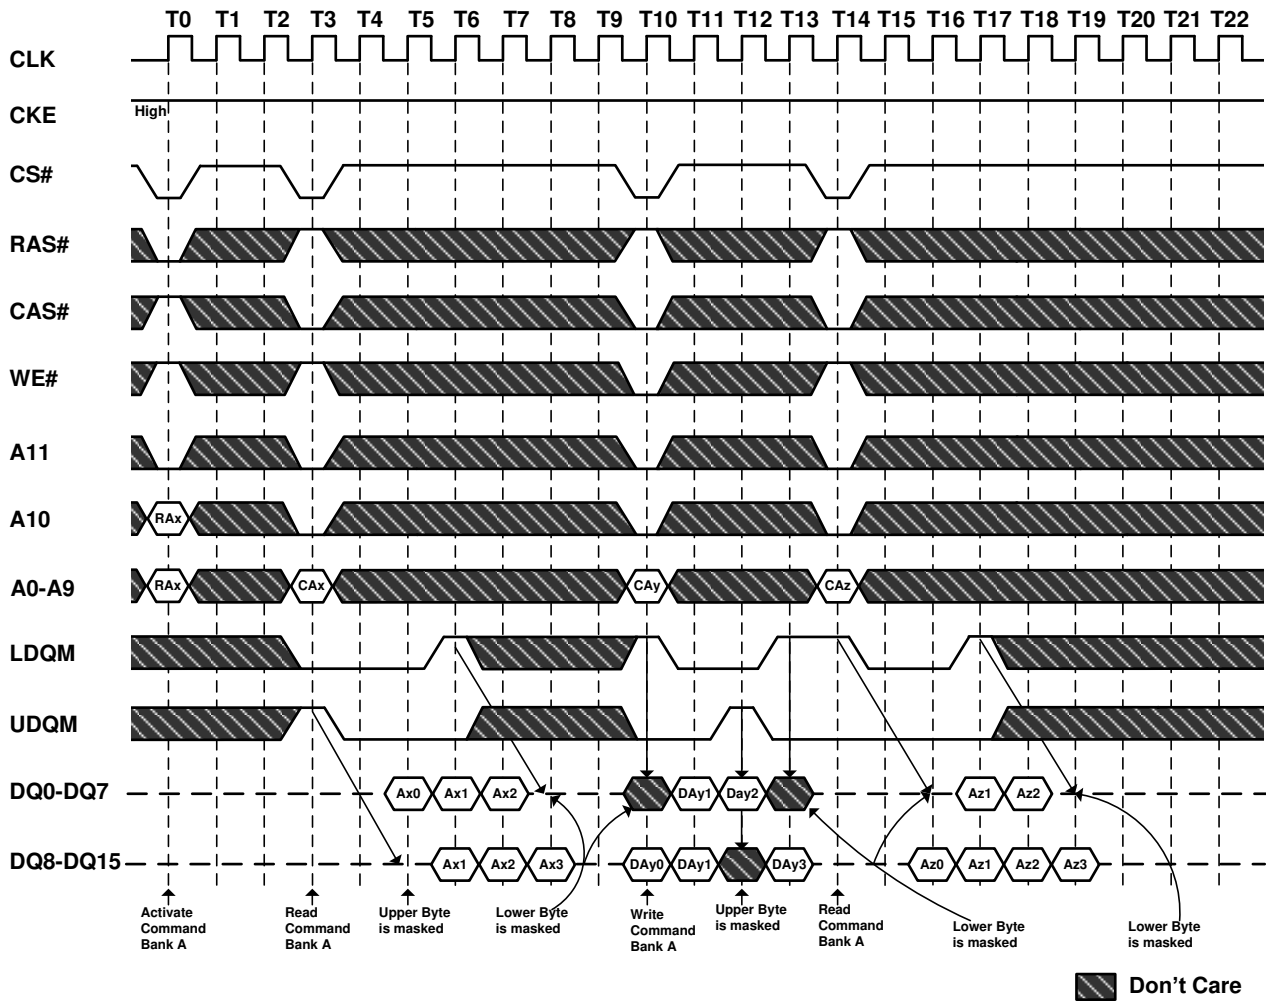 T0 T1 T2 T3 T4 T5 T6 T7 T8 T9 T10 T11 T12 T13 T14 T15 T16 T17 T18 T19 T20 T21 T22
CLK
CKE
High
CS#
RAS#
CAS#
WE#
A11
A10 RAx
A0-A9 RAx CAx CAy CAz
LDQM
UDQM
DQ0-DQ7 Ax0 Ax1 Ax2 DAy1 Day2 Az1 Az2
DQ8-DQ15 Ax1 Ax2 Ax3 DAy0 DAy1 DAy3 Az0 Az1 Az2 Az3
Activate
Command
Bank A
Read
Command
Bank A
Upper Byte
is masked
Lower Byte
is masked
Write
Command
Bank A
Upper Byte
is masked
Read
Command
Bank A
Lower Byte
is masked
Lower Byte
is masked
Don't Care